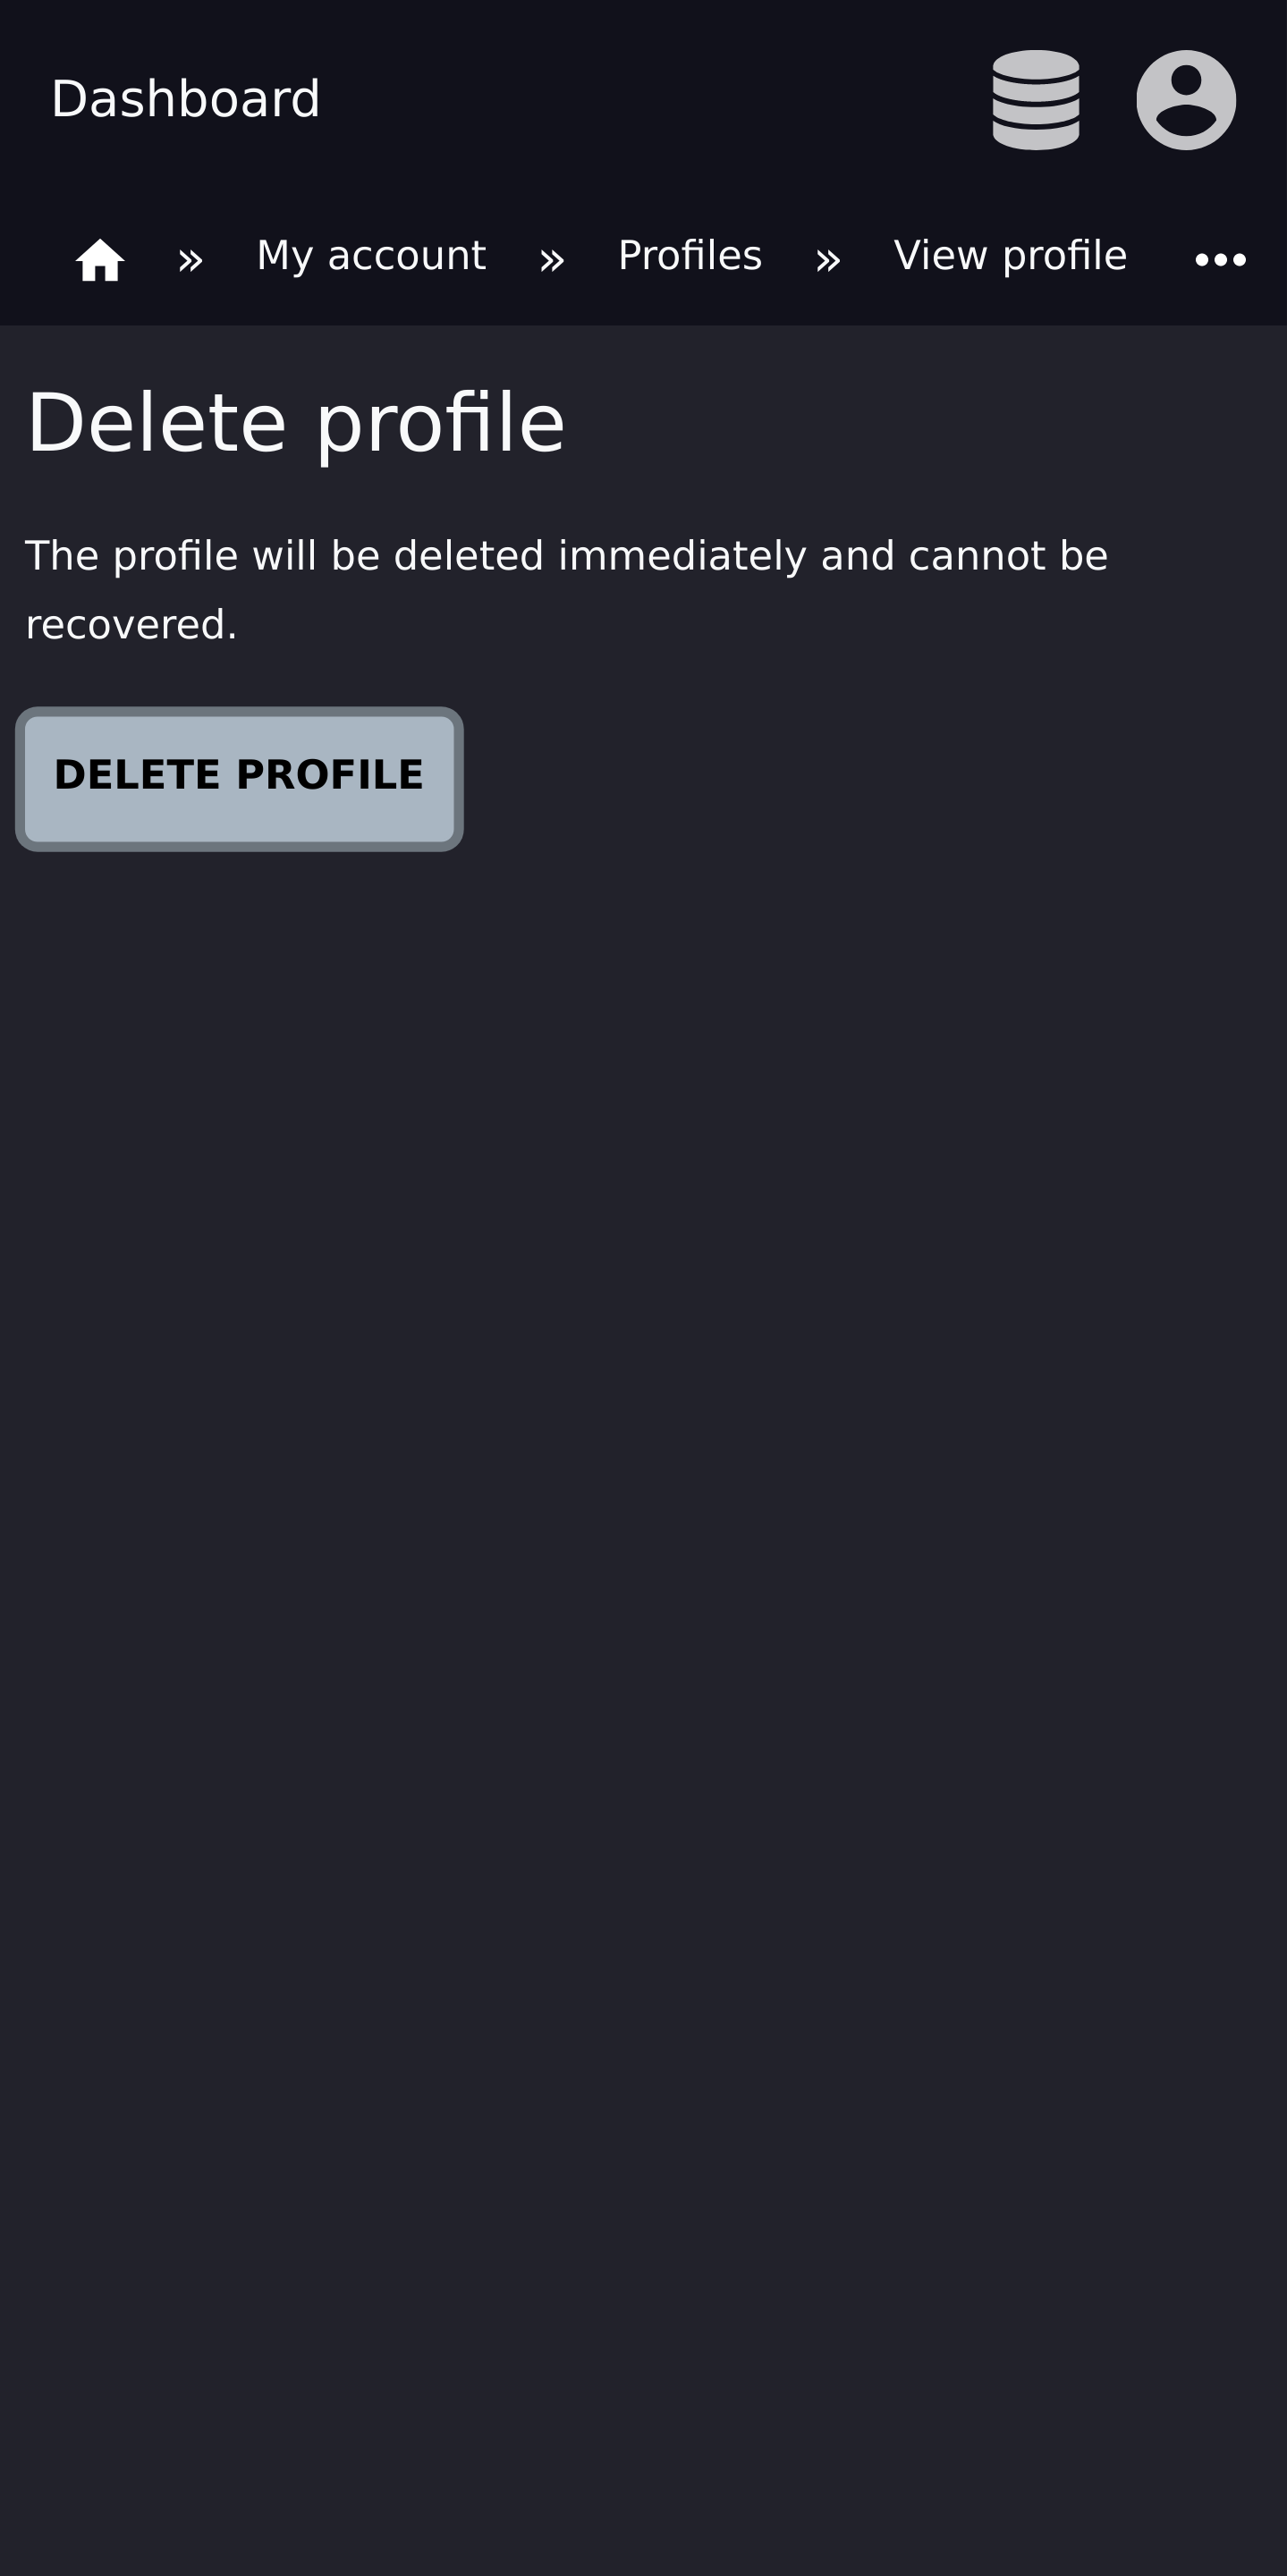 Dashboard
» My account » Profiles » View profile •••
Delete profile
The profile will be deleted immediately and cannot be
recovered.
DELETE PROFILE